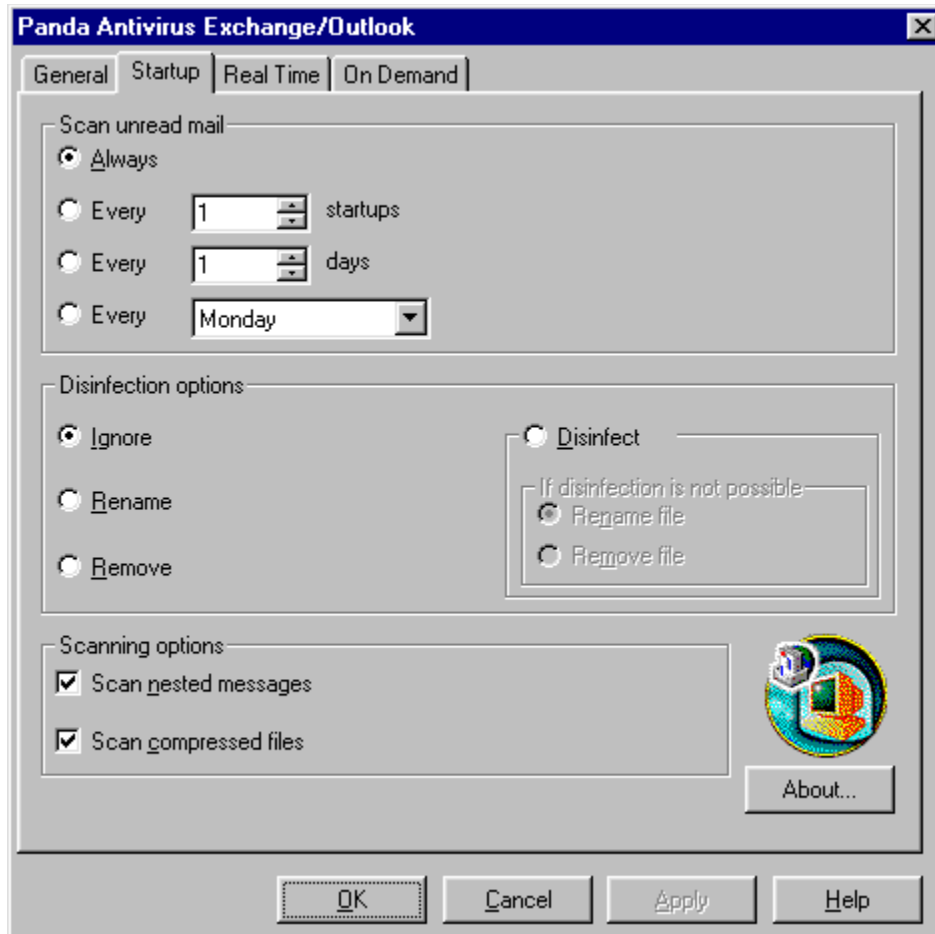 Panda Antivirus Exchange/Outlook
General Startup Real Time On Demand
Scan unread mail
Always
Every 1 startups
Every 1 days
Every Monday
Disinfection options
Ignore
Rename
Remove
Disinfect
If disinfection is not possible
Rename file
Remove file
Scanning options
Scan nested messages
Scan compressed files
About...
OK Cancel Apply Help